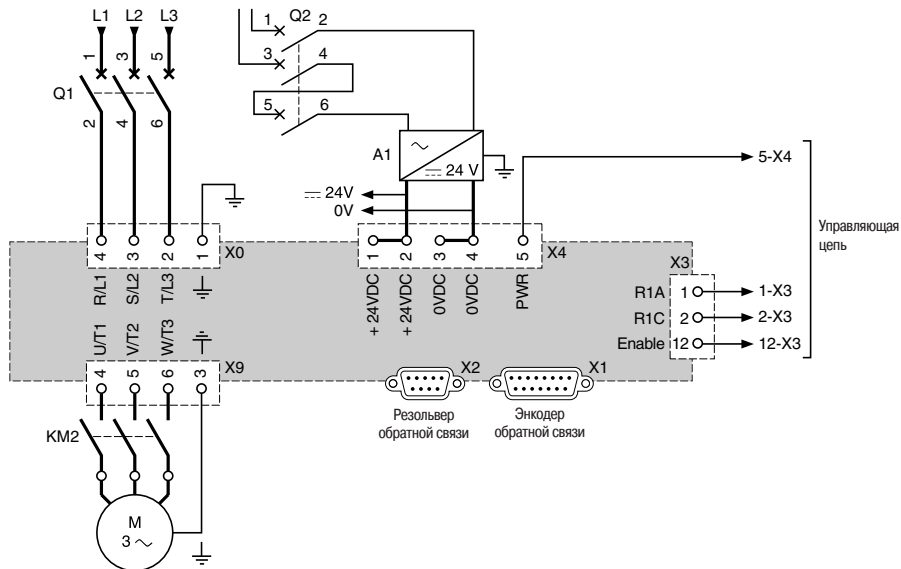 L1 L2 L3
1 3 5
Q1
2 4 6
1 Q2 2
3 4
5 6
A1
24 V
24V
0V
5-X4
Управляющая
цепь
4 3 2 1 X0
R/L1 S/L2 T/L3
1 2 3 4 5 X4
+24VDC +24VDC 0VDC 0VDC PWR
X3
R1A 1 1-X3
R1C 2 2-X3
Enable 12 12-X3
U/T1 V/T2 W/T3
4 5 6 3 X9
X2 X1
Резольвер
обратной связи
Энкодер
обратной связи
KM2
M
3 ~